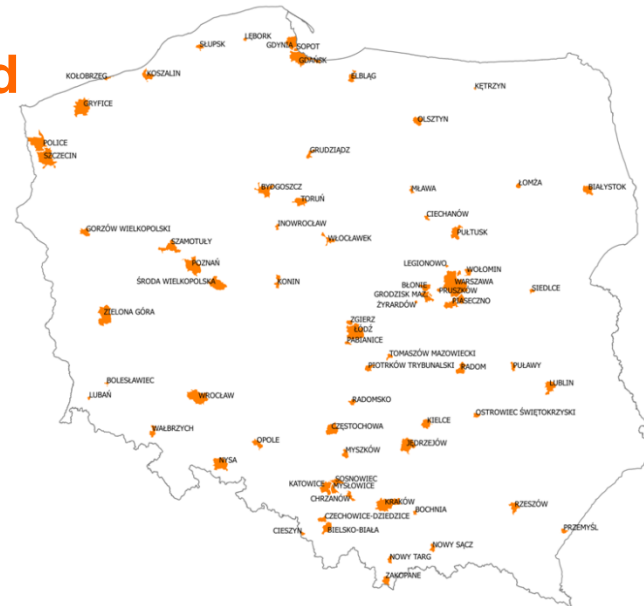 d
LĘBORK
SŁUPSK
GDYNIA
SOPOT
GDAŃSK
KOŁOBRZEG
KOSZALIN
ELBLĄG
KĘTRZYN
GRYFICE
OLSZTYN
POLICE
SZCZECIN
GRUDZIĄDZ
BYDGOSZCZ
TORUŃ
MŁAWA
ŁOMŻA
BIAŁYSTOK
INOWROCŁAW
CIECHANÓW
GORZÓW WIELKOPOLSKI
WŁOCŁAWEK
PUŁTUSK
SZAMOTUŁY
POZNAŃ
LEGIONOWO
WOŁOMIN
ŚRODA WIELKOPOLSKA
KONIN
WARSZAWA
BŁONIE
PRUSZKÓW
SIEDLCE
GRODZISK MAZ.
PIASECZNO
ŻYRARDÓW
ZIELONA GÓRA
ZGIERZ
ŁÓDŹ
PABIANICE
TOMASZÓW MAZOWIECKI
PIOTRKÓW TRYBUNALSKI
RADOM
PUŁAWY
BOLESŁAWIEC
LUBAŃ
WROCŁAW
LUBLIN
RADOMSKO
OSTROWIEC ŚWIĘTOKRZYSKI
WAŁBRZYCH
CZĘSTOCHOWA
KIELCE
OPOLE
JĘDRZEJÓW
MYSZKÓW
NYSA
SOSNOWIEC
KATOWICE
MYSŁOWICE
CHRZANÓW
KRAKÓW
BOCHNIA
RZESZÓW
CZECHOWICE-DZIEDZICE
CIESZYN
BIELSKO-BIAŁA
PRZEMYŚL
NOWY SĄCZ
NOWY TARG
ZAKOPANE